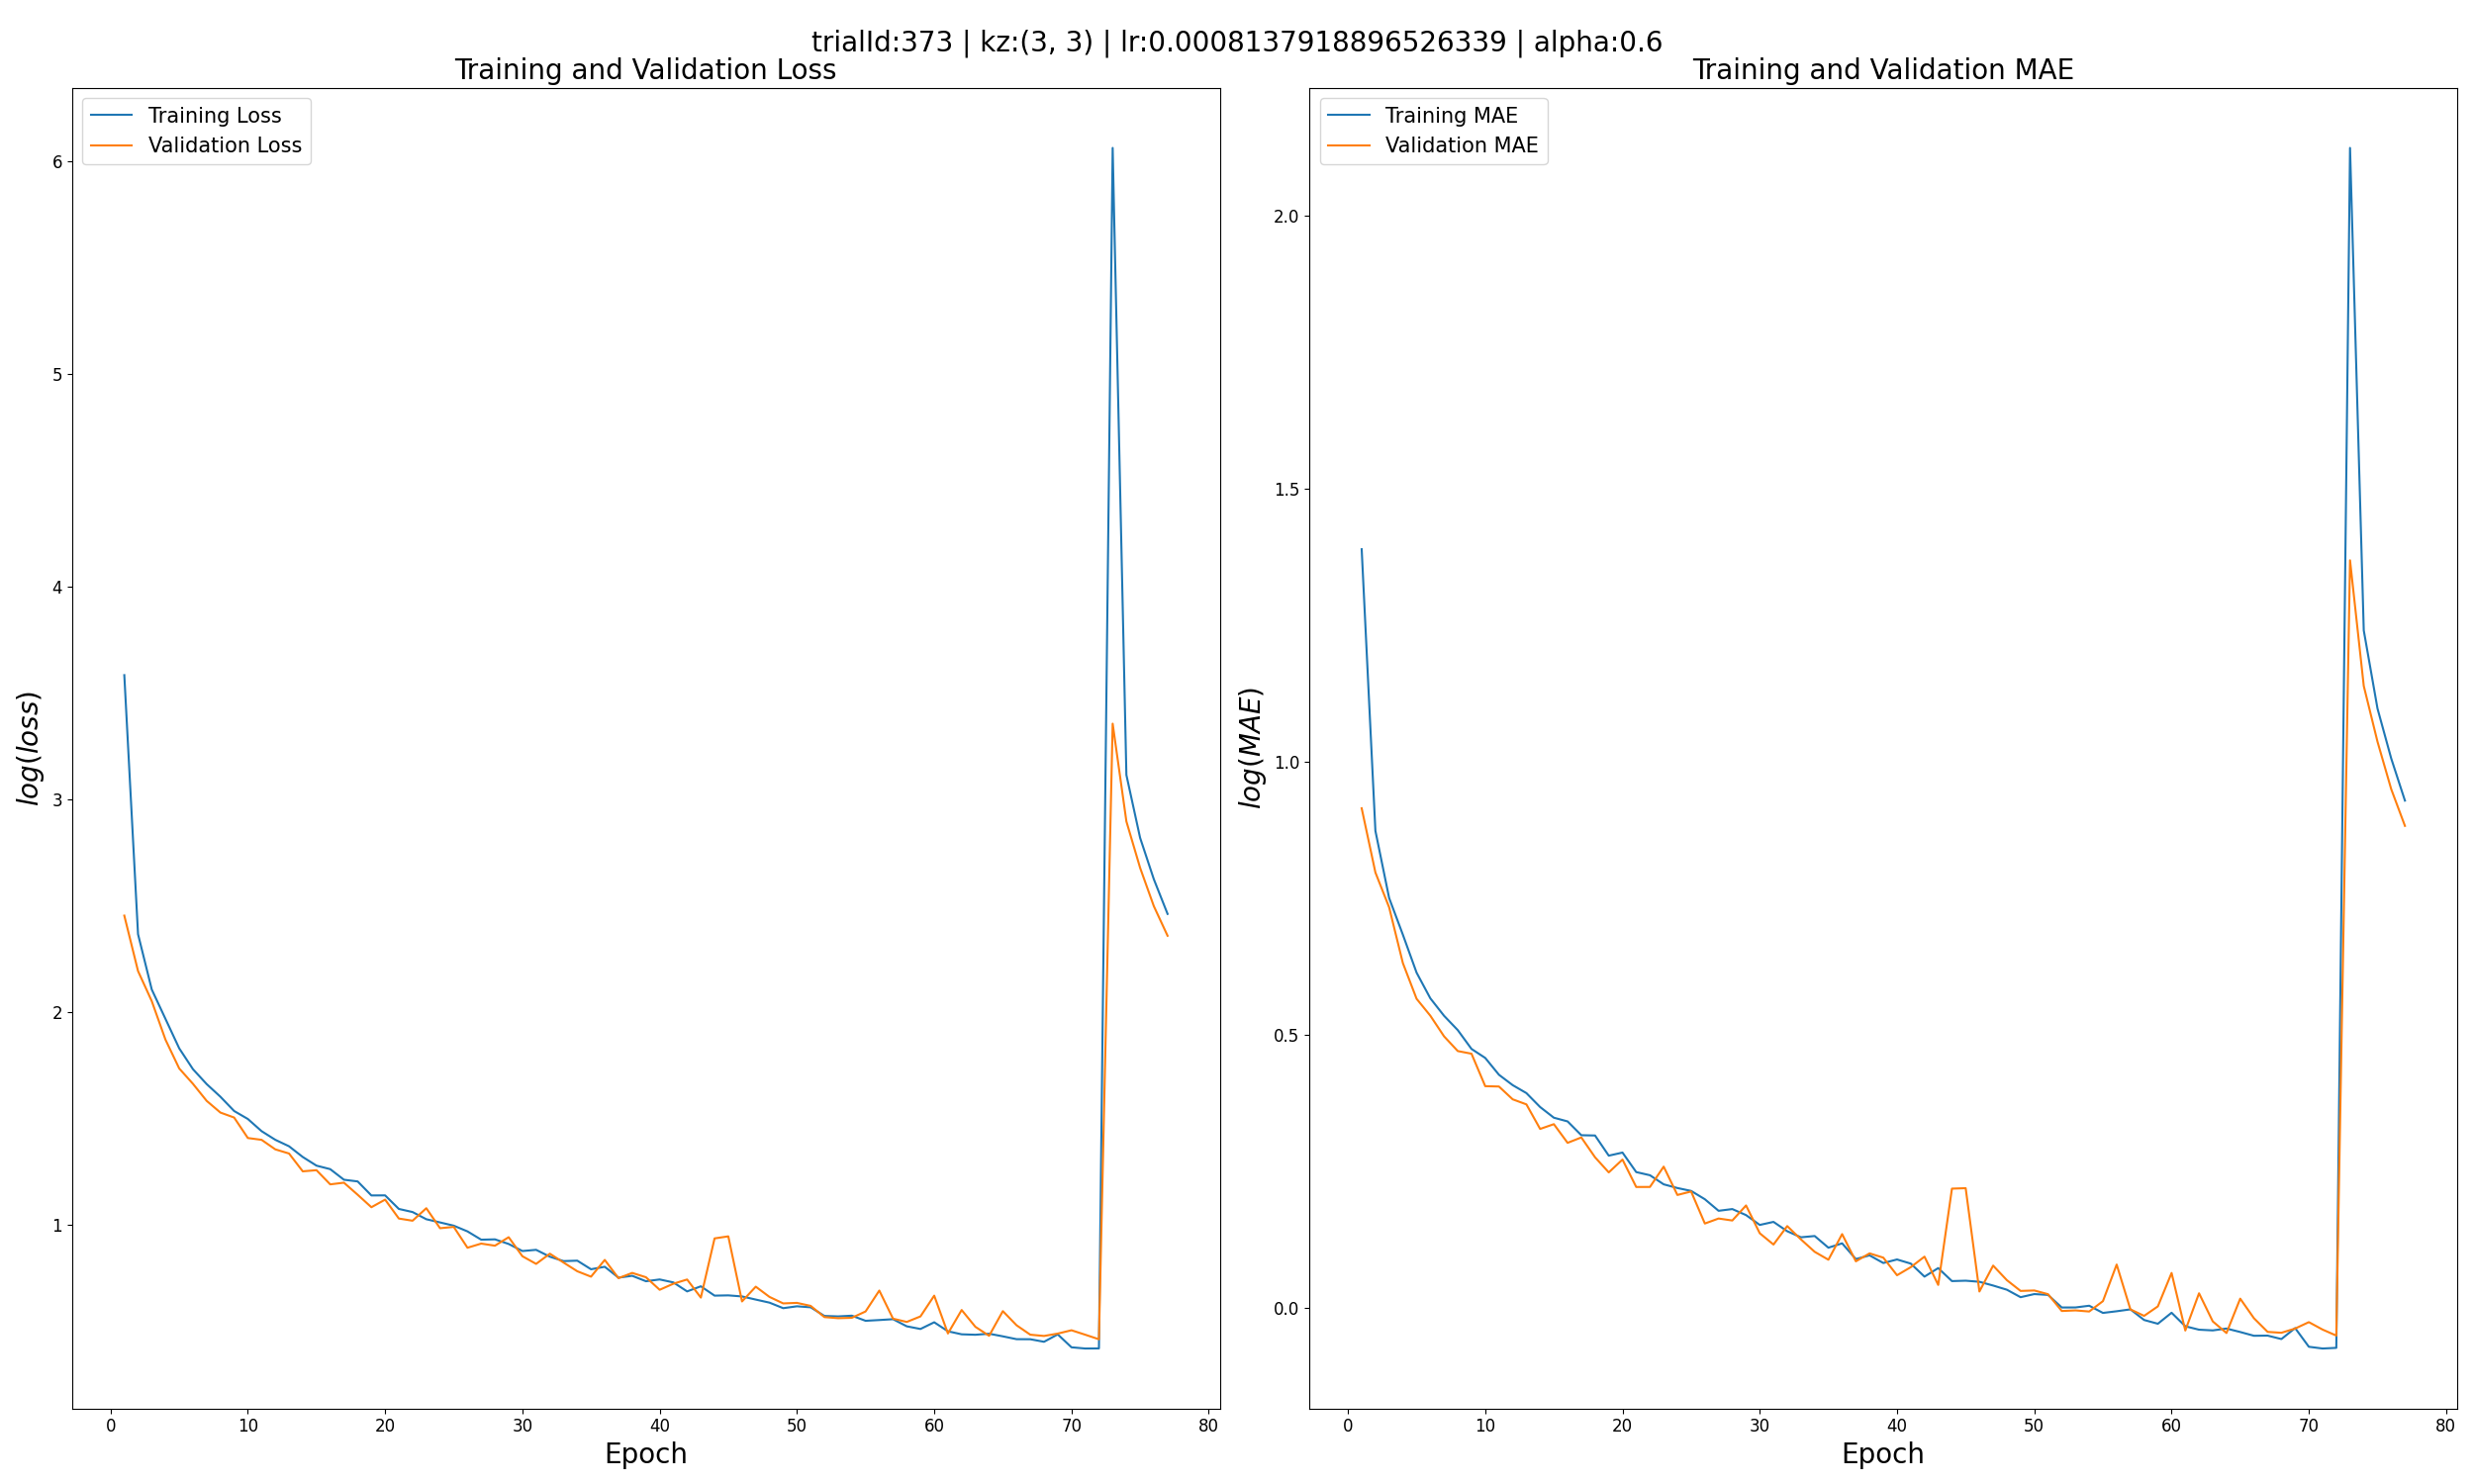 trialId:373 | kz:(3, 3) | lr:0.0008137918896526339 | alpha:0.6
Training and Validation Loss
Training Loss
Validation Loss
log(loss)
6
5
4
3
2
1
0 10 20 30 40 50 60 70 80
Epoch
Training and Validation MAE
Training MAE
Validation MAE
log(MAE)
2.0
1.5
1.0
0.5
0.0
0 10 20 30 40 50 60 70 80
Epoch